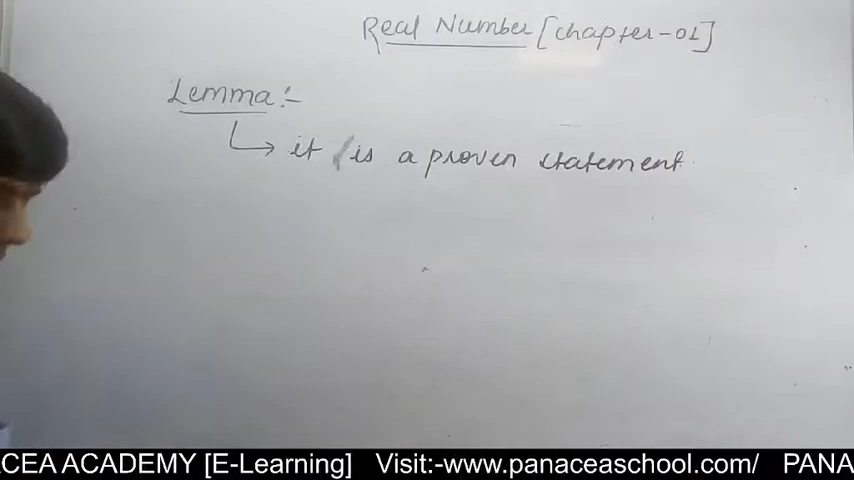 Real Number [chapter-01]
Lemma:-
↳ it is a proven statement.
CEA ACADEMY [E-Learning] Visit:-www.panaceaschool.com/ PANA